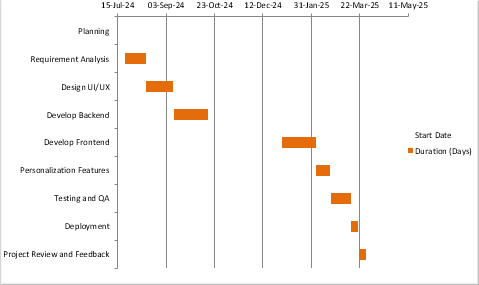 15-Jul-24 03-Sep-24 23-Oct-24 12-Dec-24 31-Jan-25 22-Mar-25 11-May-25
Planning
Requirement Analysis
Design UI/UX
Develop Backend
Develop Frontend
Start Date
Duration (Days)
Personalization Features
Testing and QA
Deployment
Project Review and Feedback